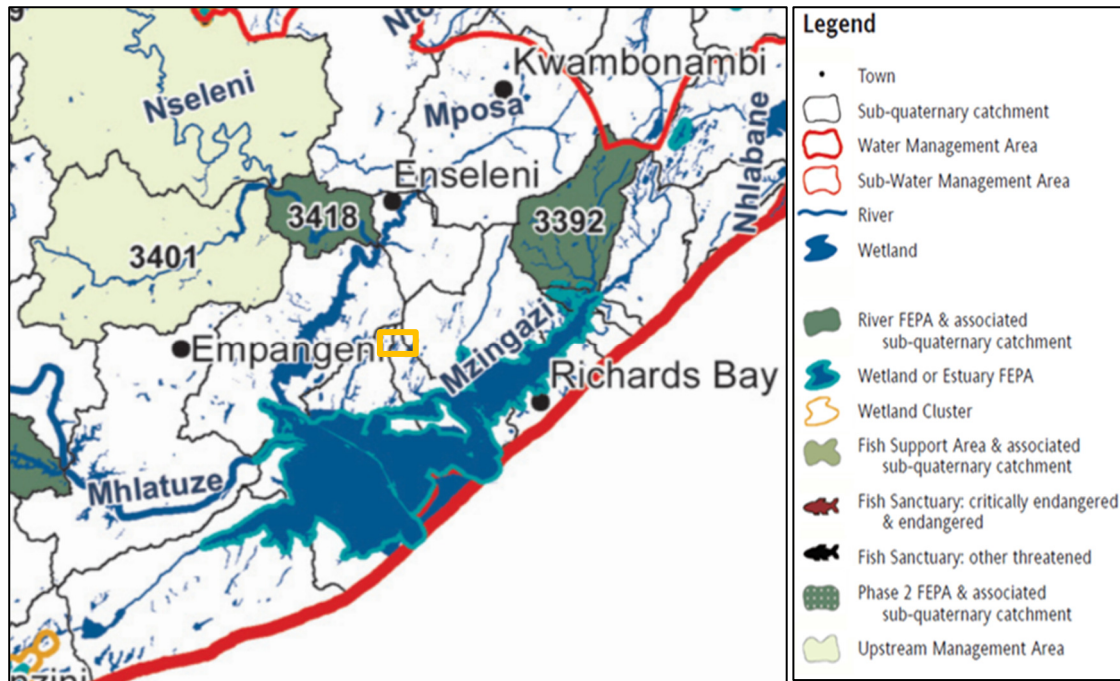 9
Nto
Kwambonambi
Nseleni
Mposa
Nhlabane
Enseleni
3418
3392
3401
Empangeni
Mzingazi
Richards Bay
Mhlatuze
nzini
Legend
Town
Sub-quaternary catchment
Water Management Area
Sub-Water Management Area
River
Wetland
River FEPA & associated
sub-quaternary catchment
Wetland or Estuary FEPA
Wetland Cluster
Fish Support Area & associated
sub-quaternary catchment
Fish Sanctuary: critically endangered
& endangered
Fish Sanctuary: other threatened
Phase 2 FEPA & associated
sub-quaternary catchment
Upstream Management Area